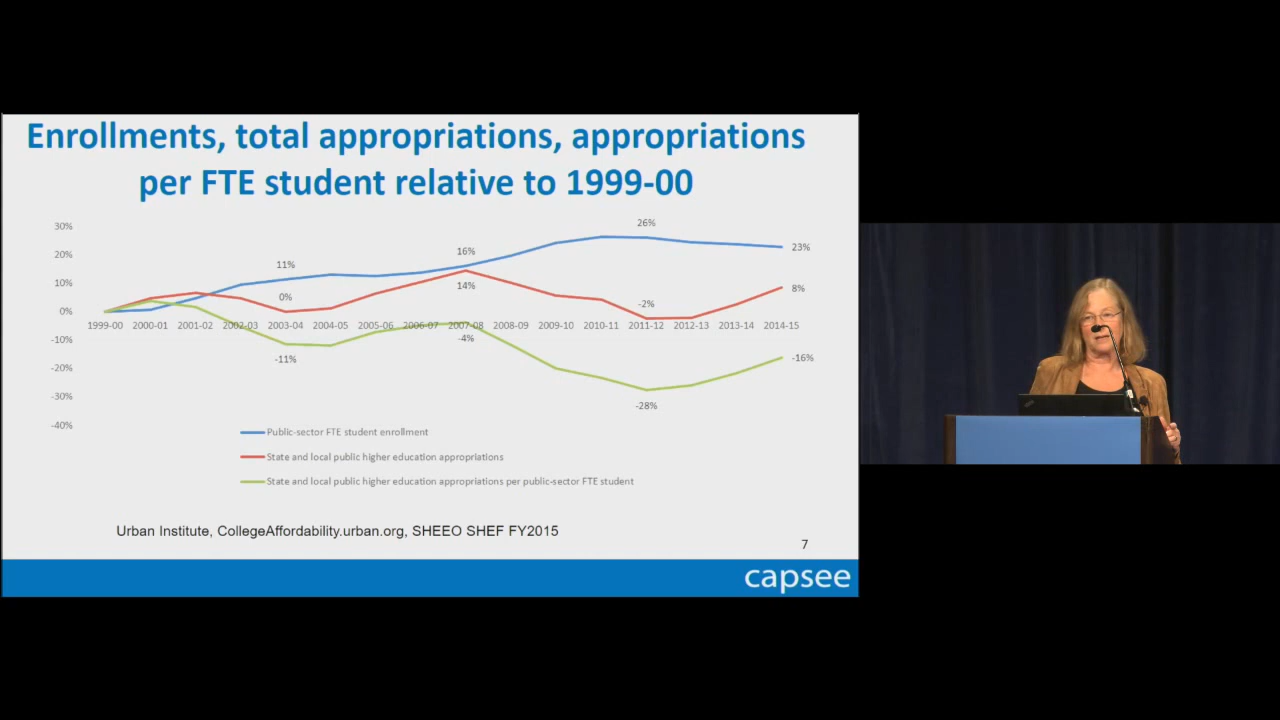 Enrollments, total appropriations, appropriations
per FTE student relative to 1999-00
30%
20%
10%
0%
-10%
-20%
-30%
-40%
11%
0%
-11%
16%
14%
-4%
26%
-2%
-28%
23%
8%
-16%
1999-00 2000-01 2001-02 2002-03 2003-04 2004-05 2005-06 2006-07 2007-08 2008-09 2009-10 2010-11 2011-12 2012-13 2013-14 2014-15
Public-sector FTE student enrollment
State and local public higher education appropriations
State and local public higher education appropriations per public-sector FTE student
Urban Institute, CollegeAffordability.urban.org, SHEEO SHEF FY2015
7
capsee